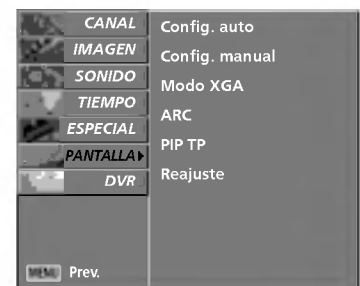 CANAL
IMAGEN
SONIDO
TIEMPO
ESPECIAL
PANTALLA
DVR
Config. auto
Config. manual
Modo XGA
ARC
PIP TP
Reajuste
MENU Prev.